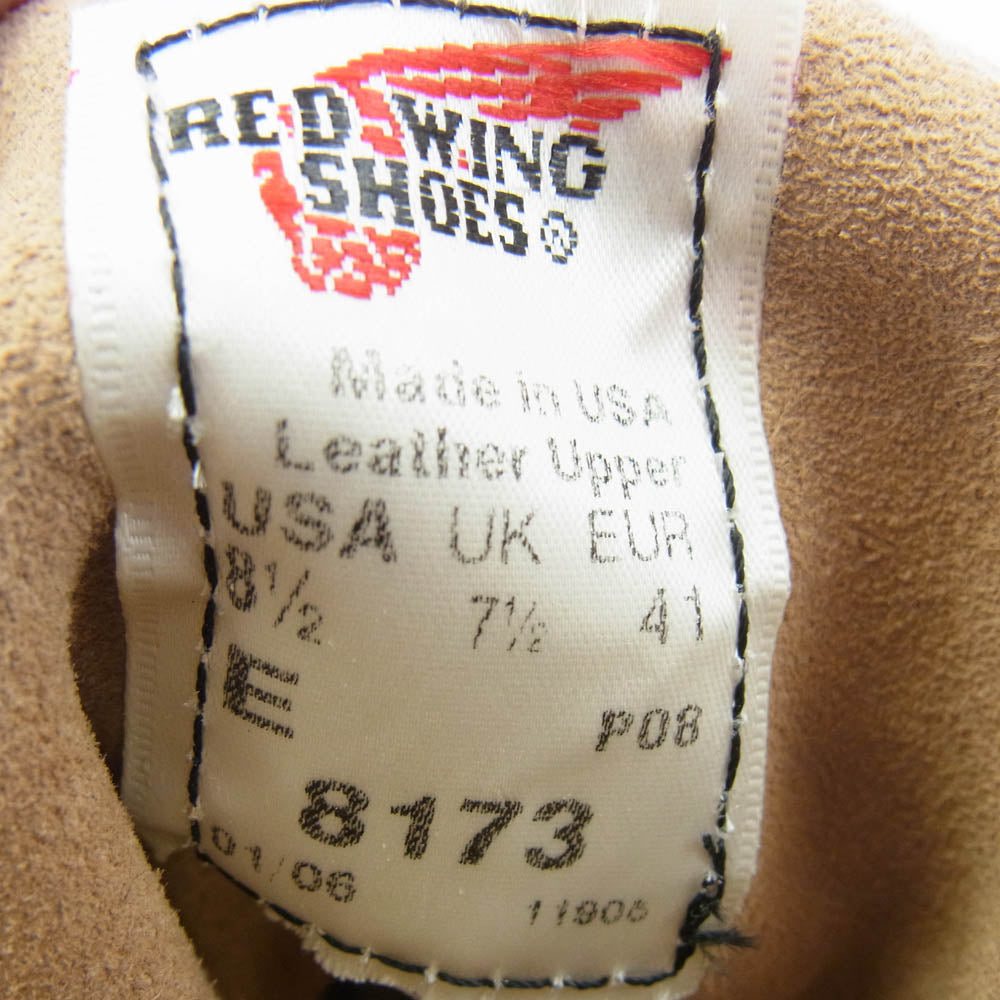 RED WING
SHOES®
Made in USA
Leather Upper
USA UK EUR
8½ 7½ 41
E
P08
8173
01/06